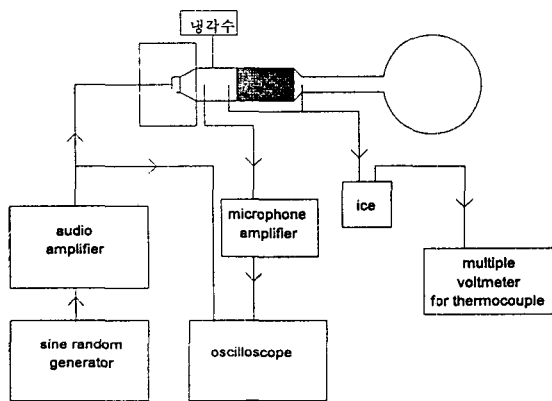 냉각수
microphone
amplifier
ice
audio
amplifier
multiple
voltmeter
for thermocouple
sine random
generator
oscilloscope